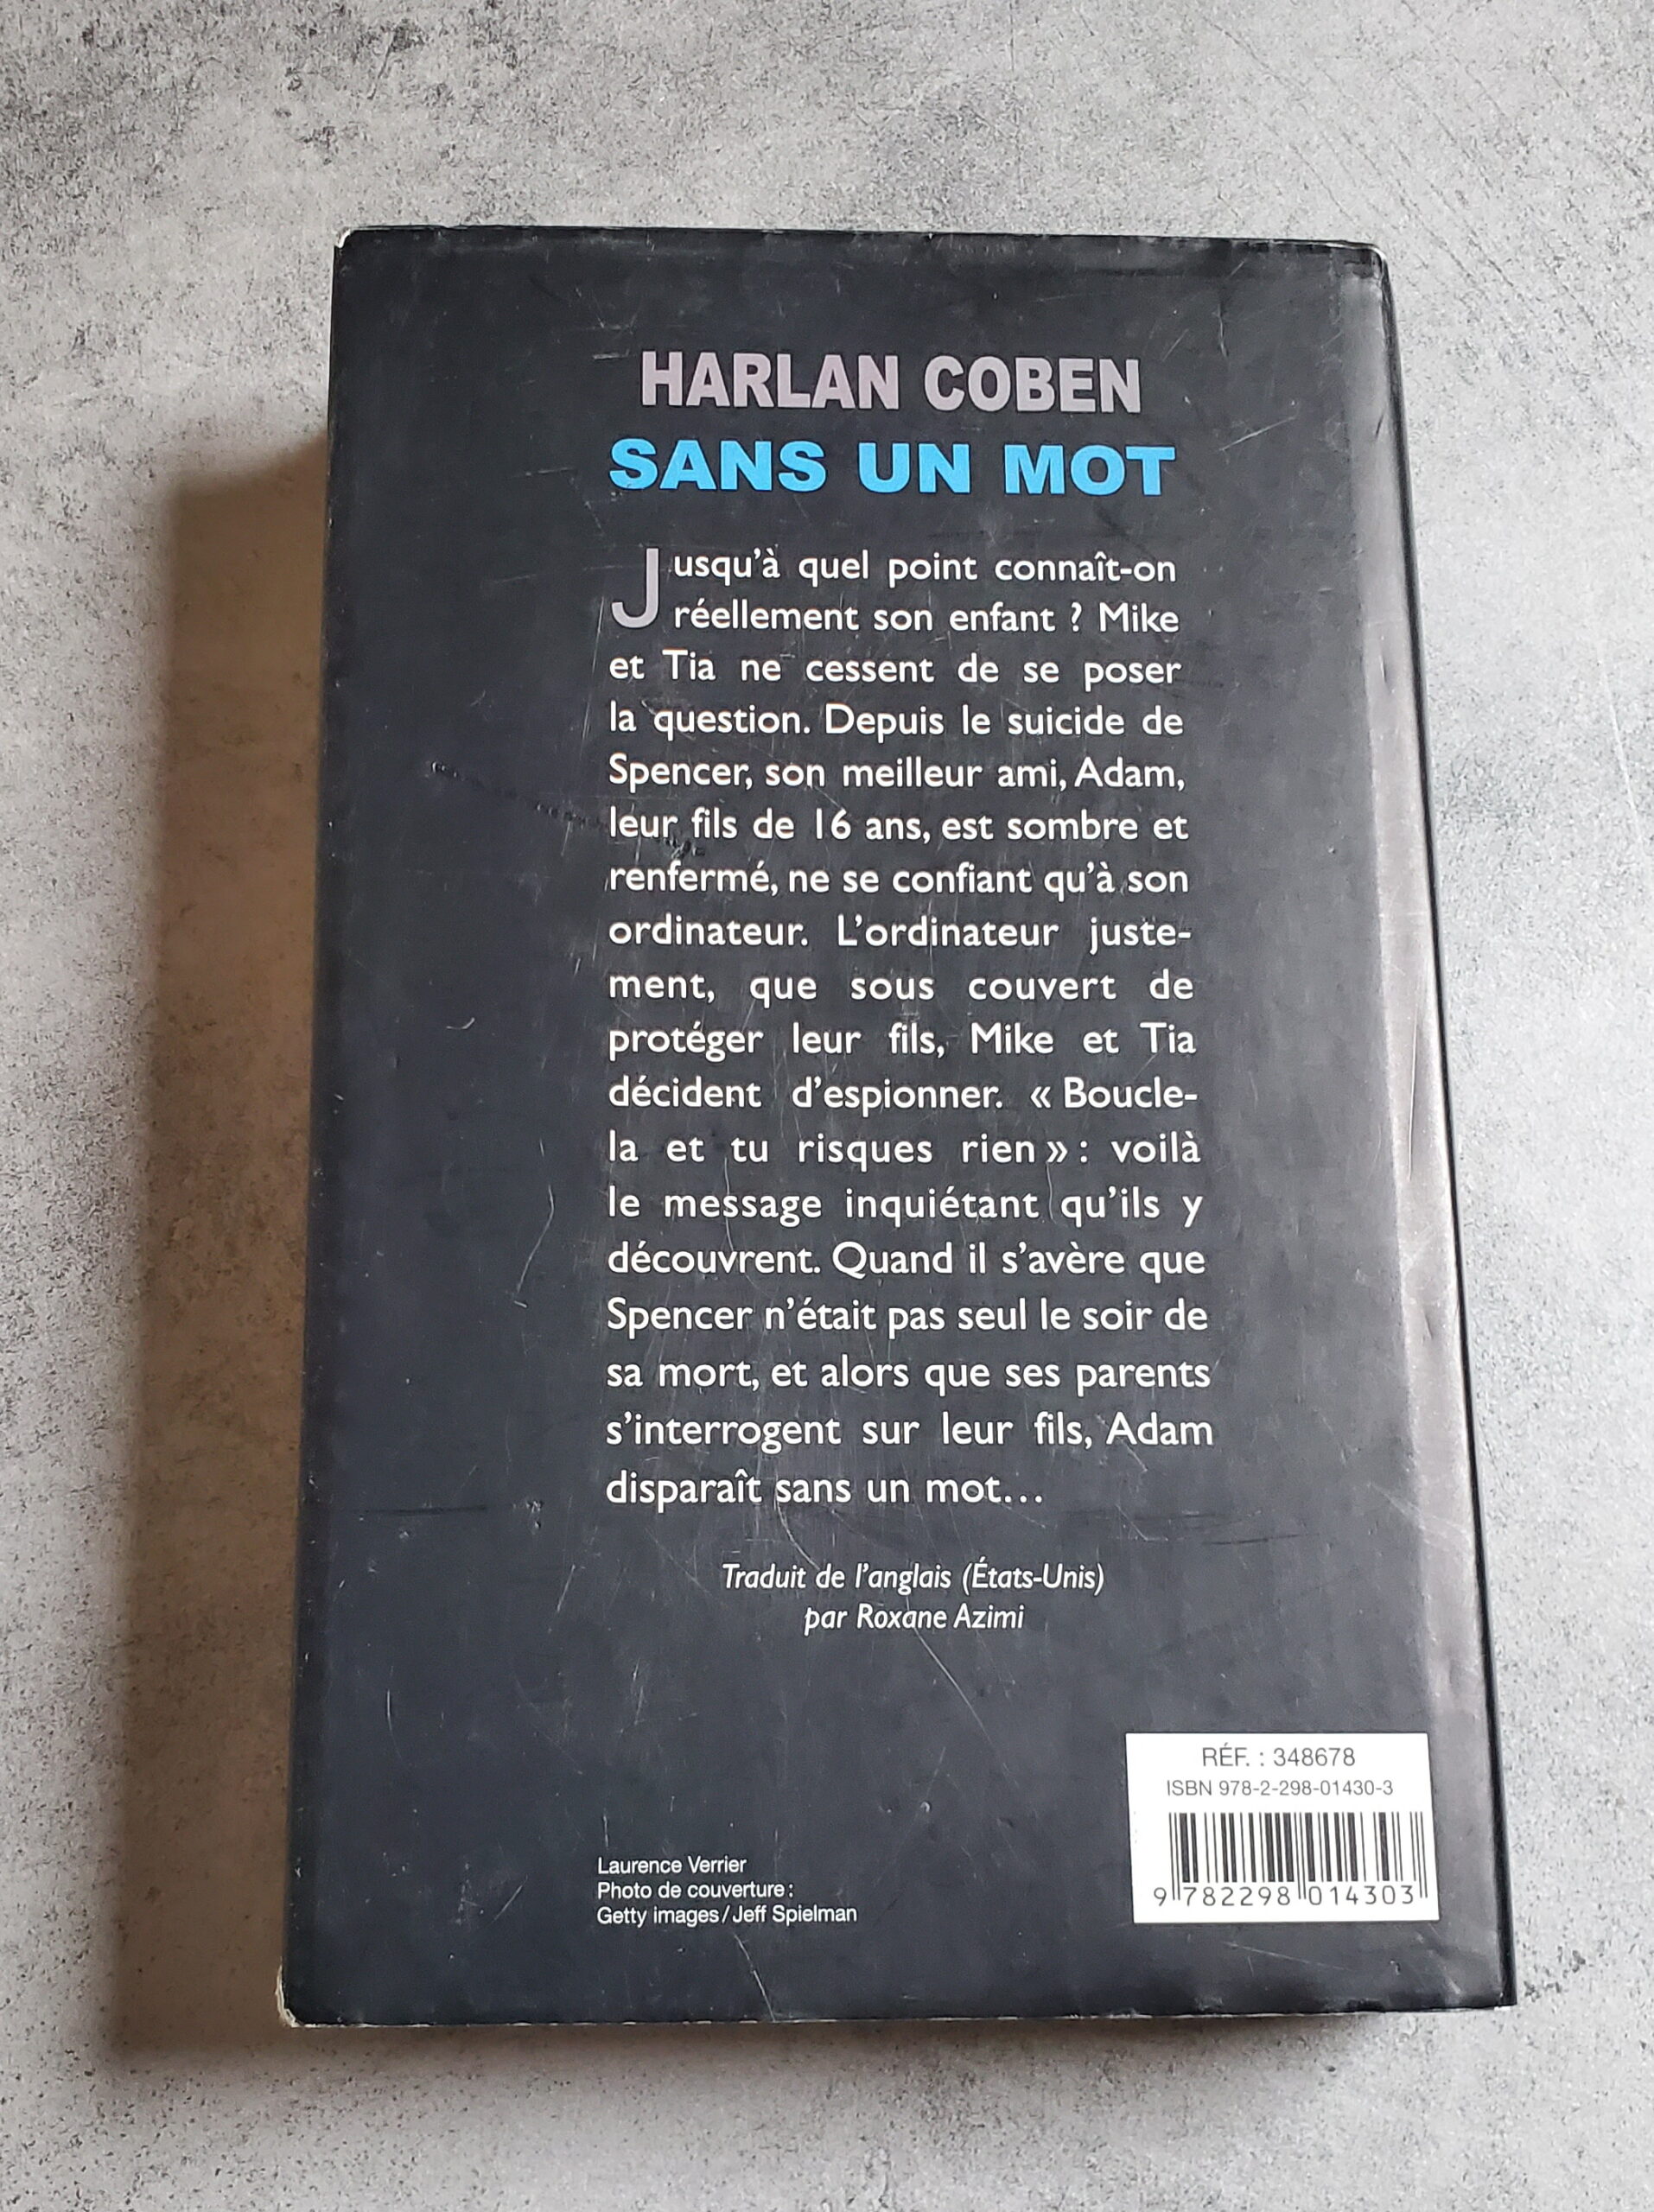 HARLAN COBEN
SANS UN MOT
Jusqu'à quel point connaît-on
réellement son enfant ? Mike
et Tia ne cessent de se poser
la question. Depuis le suicide de
Spencer, son meilleur ami, Adam,
leur fils de 16 ans, est sombre et
renfermé, ne se confiant qu'à son
ordinateur. L'ordinateur juste-
ment, que sous couvert de
protéger leur fils, Mike et Tia
décident d'espionner. « Boucle-
la et tu risques rien » : voilà
le message inquiétant qu'ils y
découvrent. Quand il s'avère que
Spencer n'était pas seul le soir de
sa mort, et alors que ses parents
s'interrogent sur leur fils, Adam
disparaît sans un mot...
Traduit de l'anglais (États-Unis)
par Roxane Azimi
RÉF. : 348678
ISBN 978-2-298-01430-3
9 782298 014303
Laurence Verrier
Photo de couverture :
Getty images / Jeff Spielman